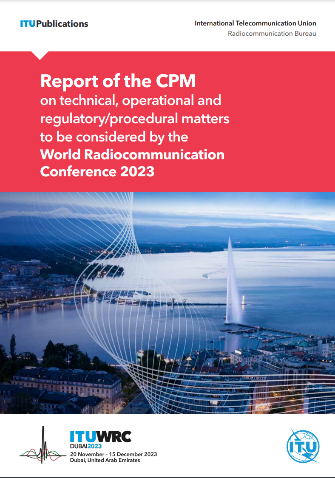 ITUPublications
International Telecommunication Union
Radiocommunication Bureau
Report of the CPM
on technical, operational and
regulatory/procedural matters
to be considered by the
World Radiocommunication
Conference 2023
ITUWRC
DUBAI2023
20 November - 15 December 2023
Dubai, United Arab Emirates
ITU